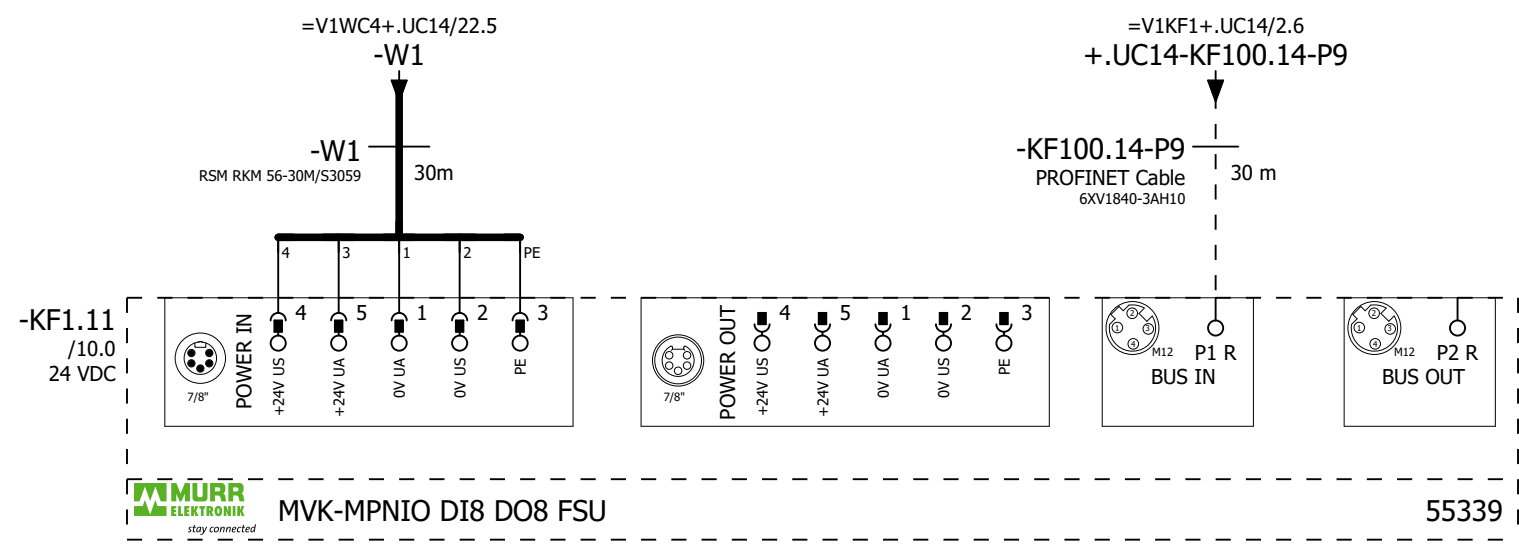 =V1WC4+.UC14/22.5
-W1
=V1KF1+.UC14/2.6
+.UC14-KF100.14-P9
-W1
RSM RKM 56-30M/S3059
30m
-KF100.14-P9
PROFINET Cable
6XV1840-3AH10
30 m
4 3 1 2 PE
-KF1.11
/10.0
24 VDC
7/8"
POWER IN
4 5 1 2 3
+24V US
+24V UA
0V UA
0V US
PE
7/8"
POWER OUT
4 5 1 2 3
+24V US
+24V UA
0V UA
0V US
PE
2
1 3
4
M12
P1 R
BUS IN
2
1 3
4
M12
P2 R
BUS OUT
MURR
ELEKTRONIK
stay connected
MVK-MPNIO DI8 DO8 FSU
55339